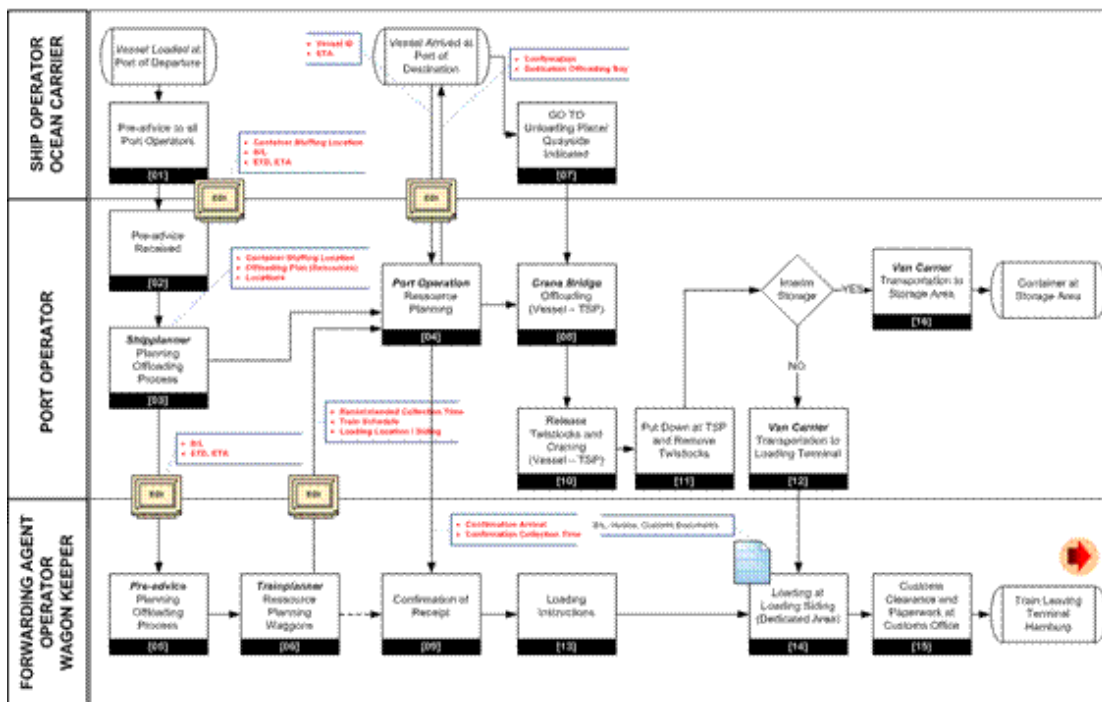 SHIP OPERATOR
OCEAN CARRIER
Vessel Loaded at
Port of Departure
Pre-advice to all
Port Operators
[01]
Container Stuffing Location
B/L
ETD, ETA
EDI
Vessel ID
ETA
Vessel Arrived at
Port of
Destination
Confirmation
Dedication Offloading Bay
EDI
GO TO
Unloading Place/
Quayside
Indicated
[07]
PORT OPERATOR
Pre-advice
Received
[02]
Container Stuffing Location
Offloading Plan (Resources)
Locations
Shipplanner
Planning
Offloading
Process
[03]
Port Operation
Ressource
Planning
[04]
Crane Bridge
Offloading
(Vessel – TSP)
[08]
Interim
Storage
YES
NO
Van Carrier
Transportation to
Storage Area
[16]
Container at
Storage Area
B/L
ETD, ETA
EDI
Recommended Collection Time
Train Schedule
Loading Location / Siding
EDI
Release
Twistlocks and
Craning
(Vessel – TSP)
[10]
Put Down at TSP
and Remove
Twistlocks
[11]
Van Carrier
Transportation to
Loading Terminal
[12]
FORWARDING AGENT
OPERATOR
WAGON KEEPER
Confirmation Arrival
Confirmation Collection Time
B/L, Invoice, Customs Documents
Pre-advice
Planning
Offloading
Process
[05]
Trainplanner
Ressource
Planning
Waggons
[06]
Confirmation of
Receipt
[09]
Loading
Instructions
[13]
Loading at
Loading Siding
(Dedicated Area)
[14]
Customs
Clearance and
Paperwork at
Customs Office
[15]
Train Leaving
Terminal
Hamburg